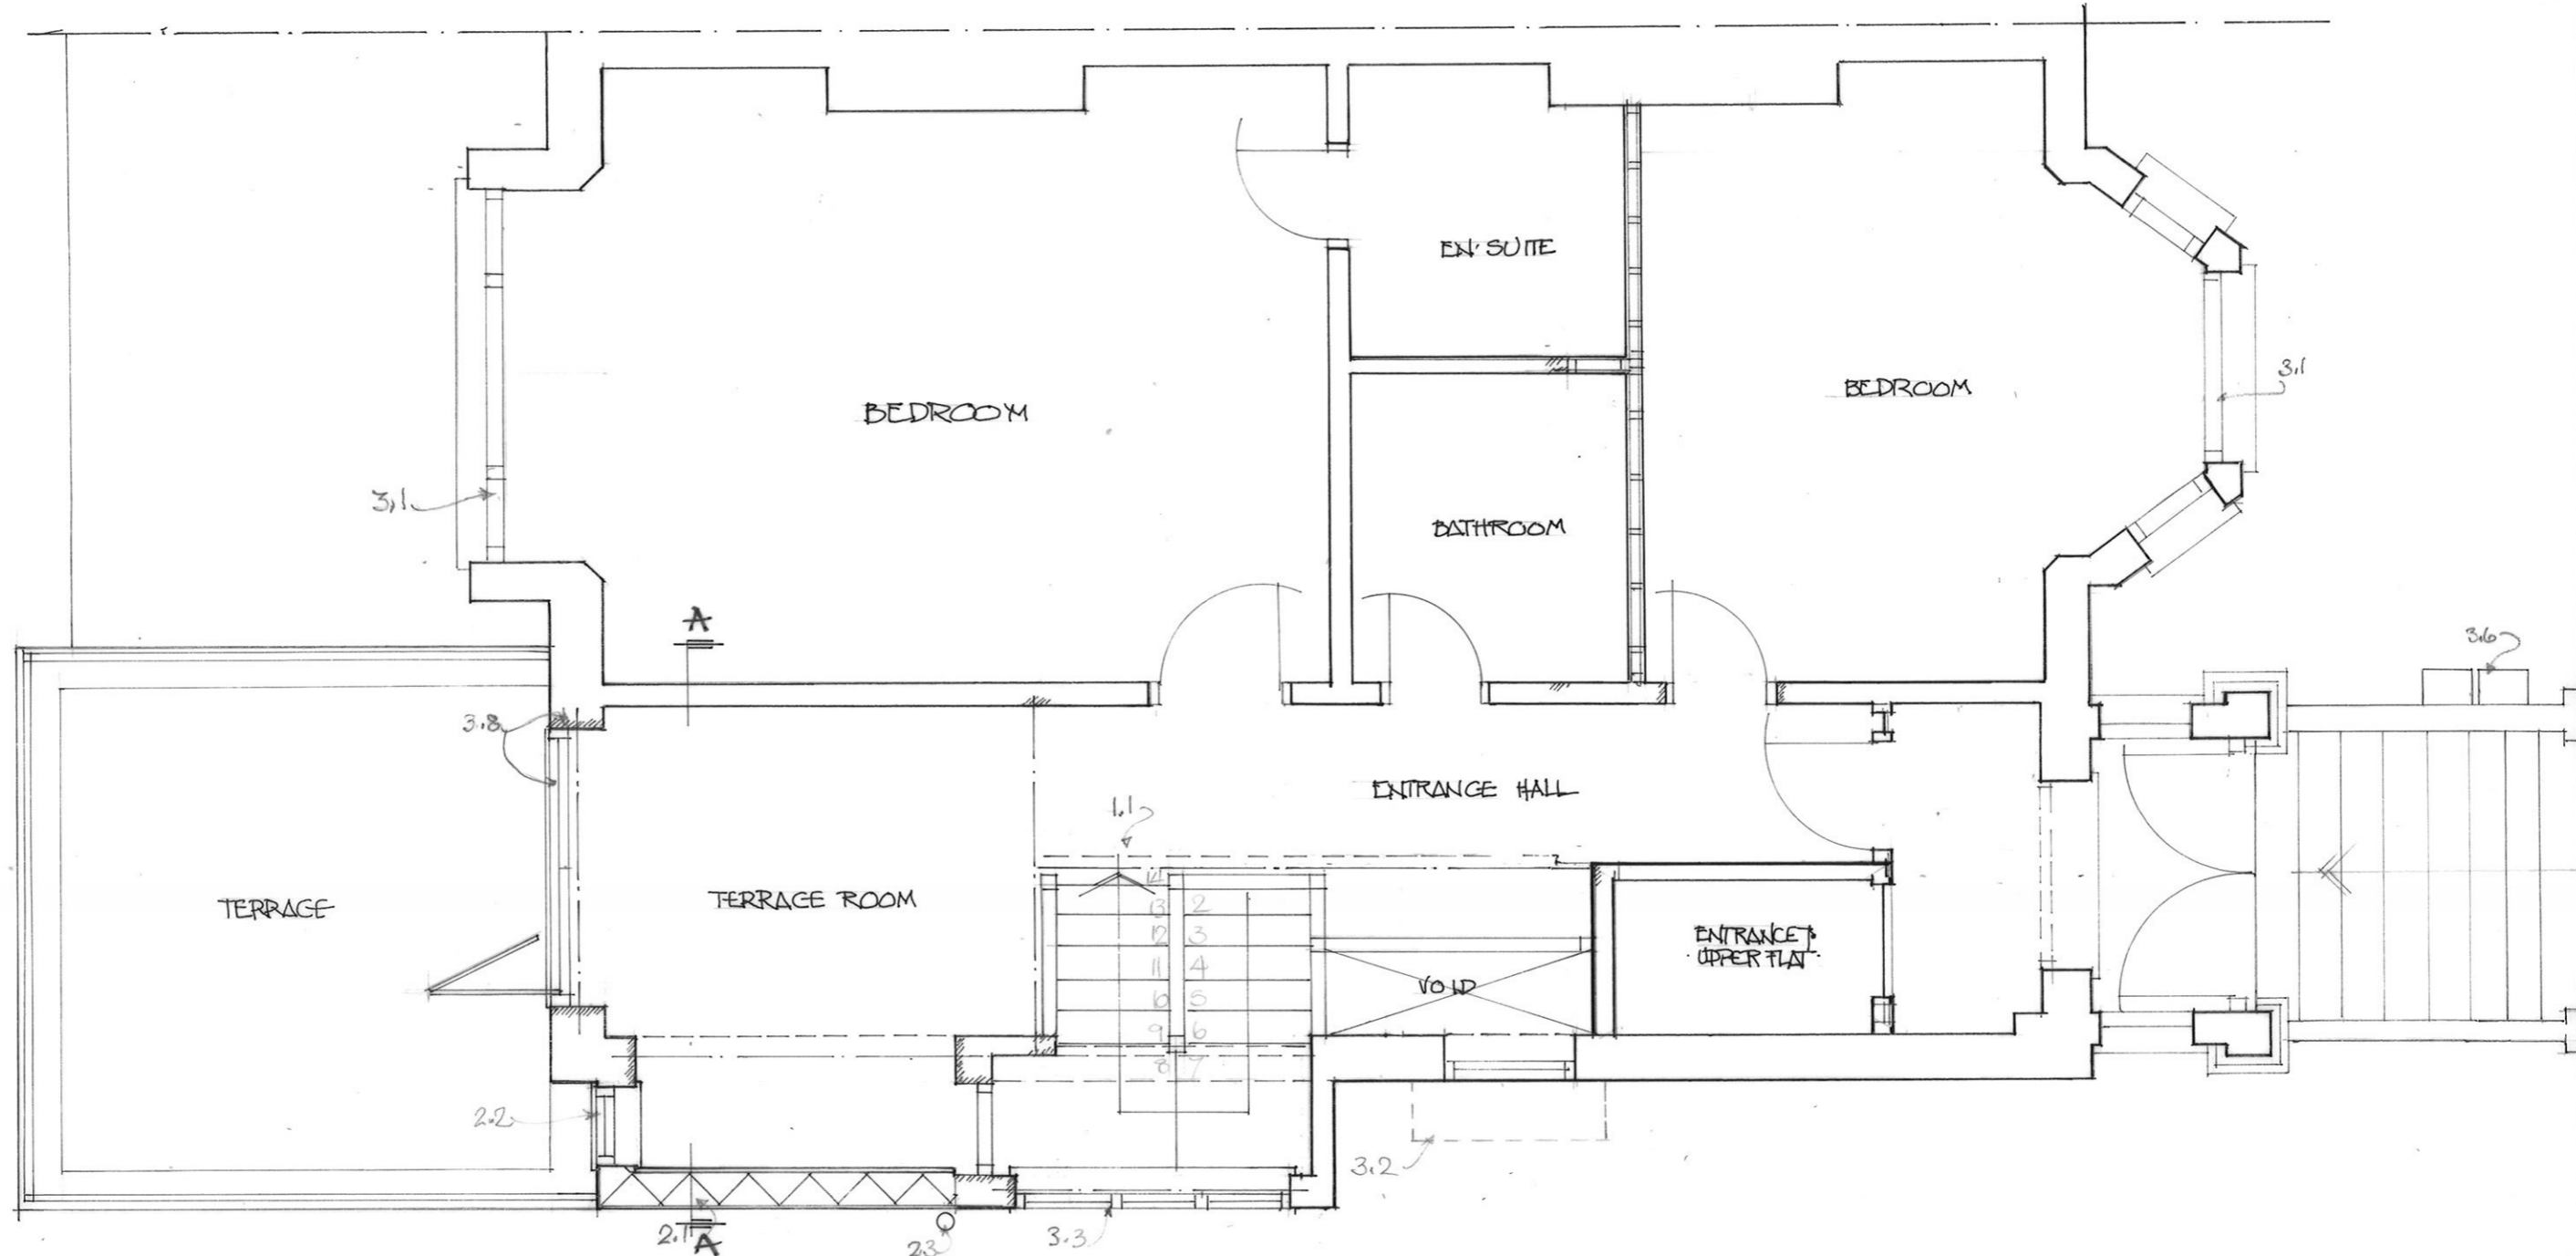 EN·SUITE
BEDROOM
BEDROOM
3.1
3.1
BATHROOM
A
3.6
3.8
ENTRANCE HALL
1.1
TERRACE
TERRACE ROOM
14
13 2
12 3
11 4
10 5
9 6
8 7
ENTRANCE:
·UPPER FLAT·
VOID
2.2
3.2
2.1
A
2.3
3.3